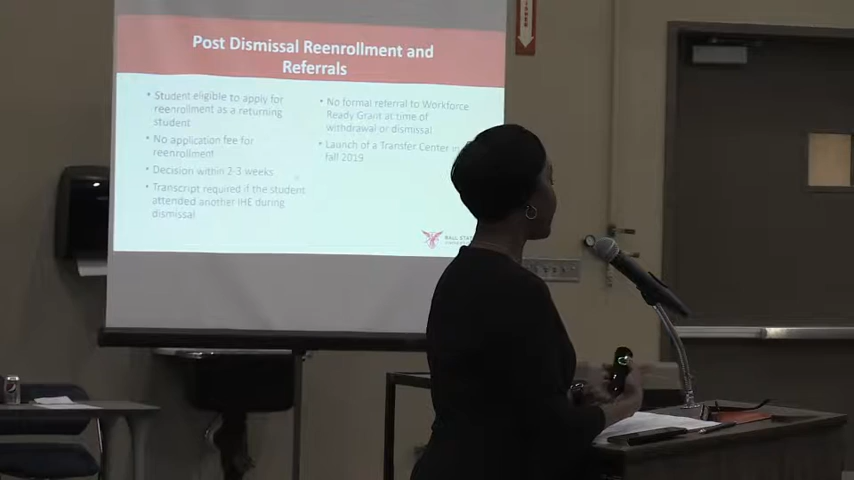 Post Dismissal Reenrollment and
Referrals
• Student eligible to apply for
reenrollment as a returning
student
• No application fee for
reenrollment
• Decision within 2-3 weeks
• Transcript required if the student
attended another IHE during
dismissal
• No formal referral to Workforce
Ready Grant at time of
withdrawal or dismissal
• Launch of a Transfer Center in
fall 2019
BALL STATE